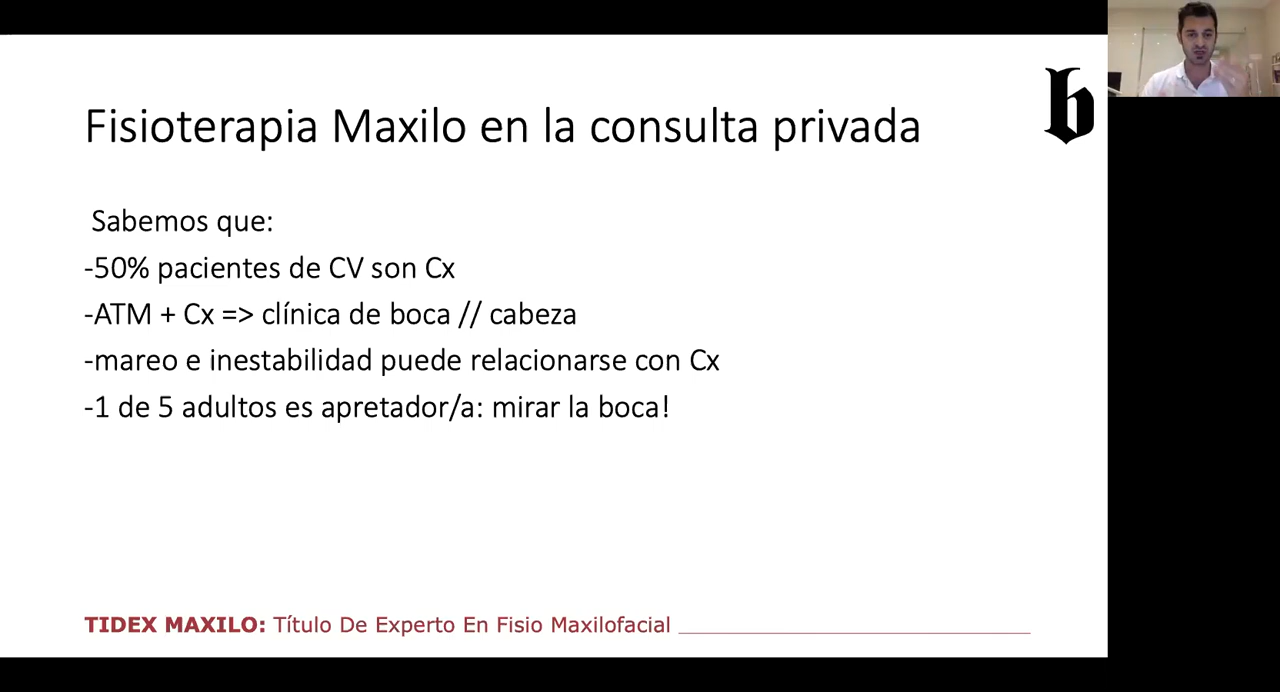 Fisioterapia Maxilo en la consulta privada
b
Sabemos que:
-50% pacientes de CV son Cx
-ATM + Cx => clínica de boca // cabeza
-mareo e inestabilidad puede relacionarse con Cx
-1 de 5 adultos es apretador/a: mirar la boca!
TIDEX MAXILO: Título De Experto En Fisio Maxilofacial